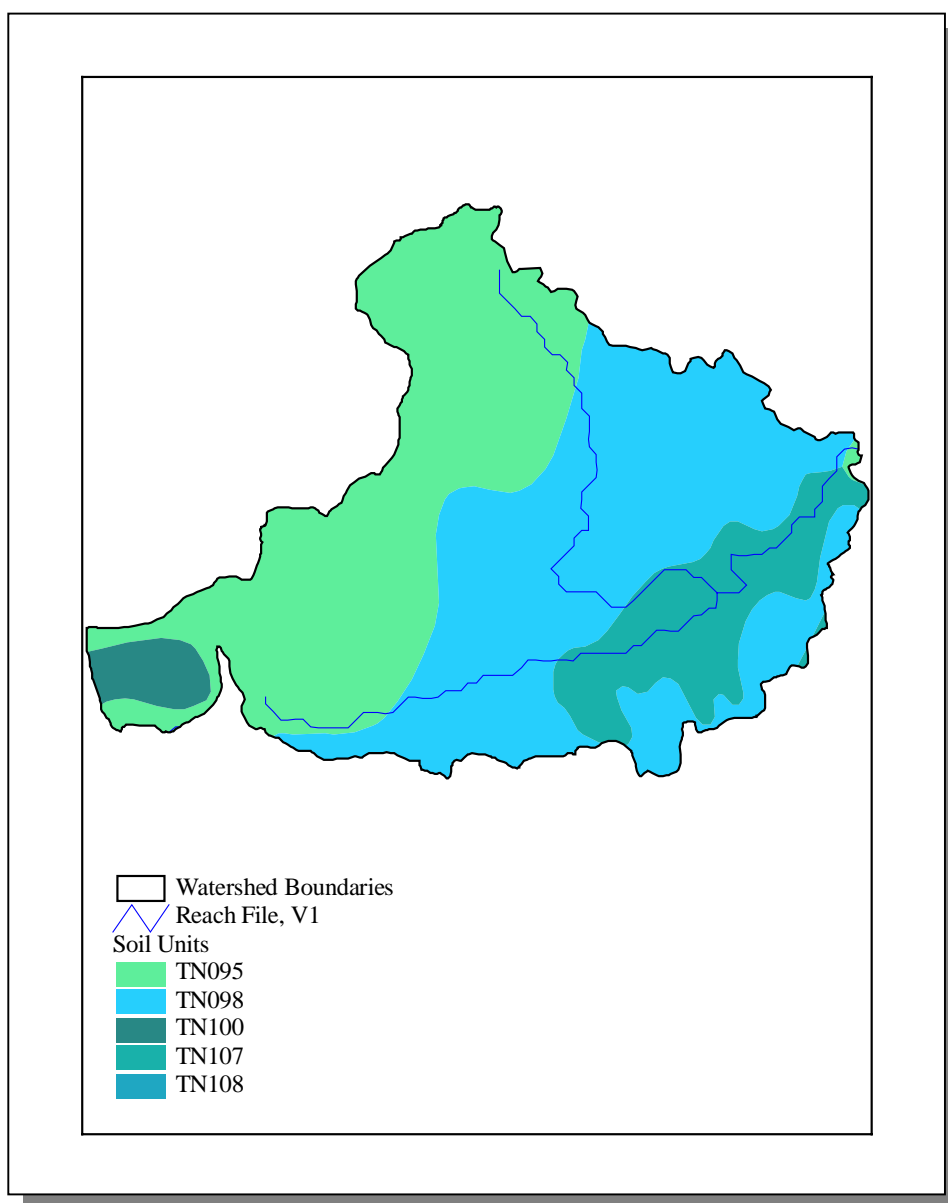 Watershed Boundaries
Reach File, V1
Soil Units
TN095
TN098
TN100
TN107
TN108